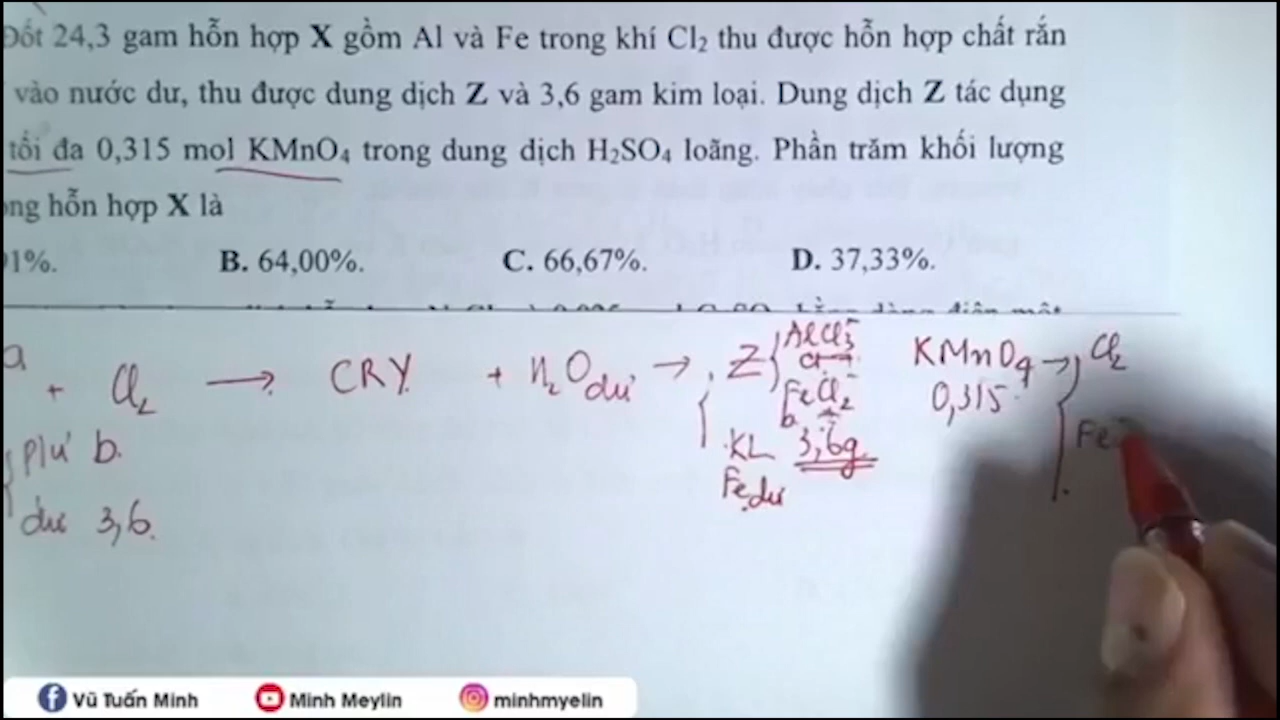 Đốt 24,3 gam hỗn hợp X gồm Al và Fe trong khí Cl₂ thu được hỗn hợp chất rắn
vào nước dư, thu được dung dịch Z và 3,6 gam kim loại. Dung dịch Z tác dụng
tối đa 0,315 mol KMnO₄ trong dung dịch H₂SO₄ loãng. Phần trăm khối lượng
ong hỗn hợp X là
1%. B. 64,00%. C. 66,67%. D. 37,33%.
a + Cl₂ → CRY + H₂O dư → Z { AlCl₃ a FeCl₂ b KMnO₄ 0,315 → Cl₂
pứ b. KL 3,6g Fe
dư 3,6. Fe dư
Vũ Tuấn Minh Minh Meylin minhmyelin